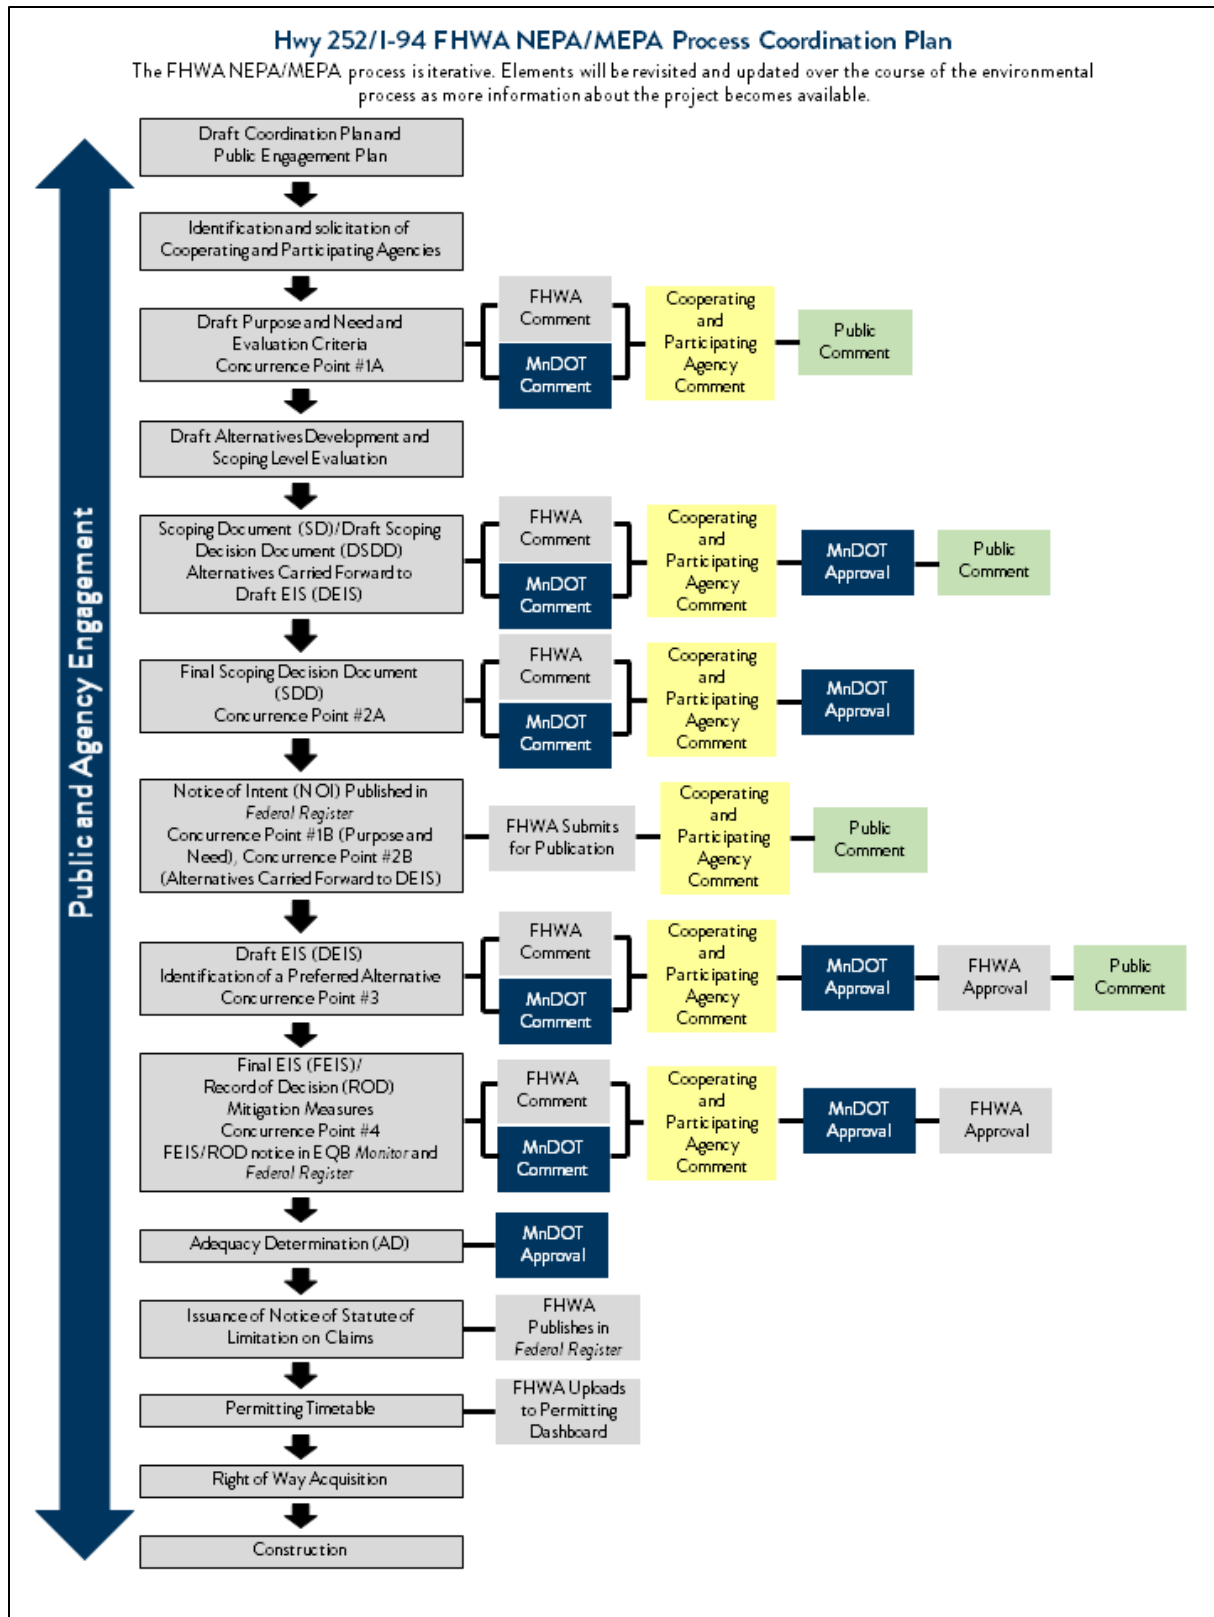 Hwy 252/I-94 FHWA NEPA/MEPA Process Coordination Plan
The FHWA NEPA/MEPA process is iterative. Elements will be revisited and updated over the course of the environmental
process as more information about the project becomes available.
Public and Agency Engagement
Draft Coordination Plan and
Public Engagement Plan
Identification and solicitation of
Cooperating and Participating Agencies
Draft Purpose and Need and
Evaluation Criteria
Concurrence Point #1A
FHWA
Comment
MnDOT
Comment
Cooperating
and
Participating
Agency
Comment
Public
Comment
Draft Alternatives Development and
Scoping Level Evaluation
Scoping Document (SD)/Draft Scoping
Decision Document (DSDD)
Alternatives Carried Forward to
Draft EIS (DEIS)
FHWA
Comment
MnDOT
Comment
Cooperating
and
Participating
Agency
Comment
MnDOT
Approval
Public
Comment
Final Scoping Decision Document
(SDD)
Concurrence Point #2A
FHWA
Comment
MnDOT
Comment
Cooperating
and
Participating
Agency
Comment
MnDOT
Approval
Notice of Intent (NOI) Published in
Federal Register
Concurrence Point #1B (Purpose and
Need), Concurrence Point #2B
(Alternatives Carried Forward to DEIS)
FHWA Submits
for Publication
Cooperating
and
Participating
Agency
Comment
Public
Comment
Draft EIS (DEIS)
Identification of a Preferred Alternative
Concurrence Point #3
FHWA
Comment
MnDOT
Comment
Cooperating
and
Participating
Agency
Comment
MnDOT
Approval
FHWA
Approval
Public
Comment
Final EIS (FEIS)/
Record of Decision (ROD)
Mitigation Measures
Concurrence Point #4
FEIS/ROD notice in EQB Monitor and
Federal Register
FHWA
Comment
MnDOT
Comment
Cooperating
and
Participating
Agency
Comment
MnDOT
Approval
FHWA
Approval
Adequacy Determination (AD)
MnDOT
Approval
Issuance of Notice of Statute of
Limitation on Claims
FHWA
Publishes in
Federal Register
Permitting Timetable
FHWA Uploads
to Permitting
Dashboard
Right of Way Acquisition
Construction